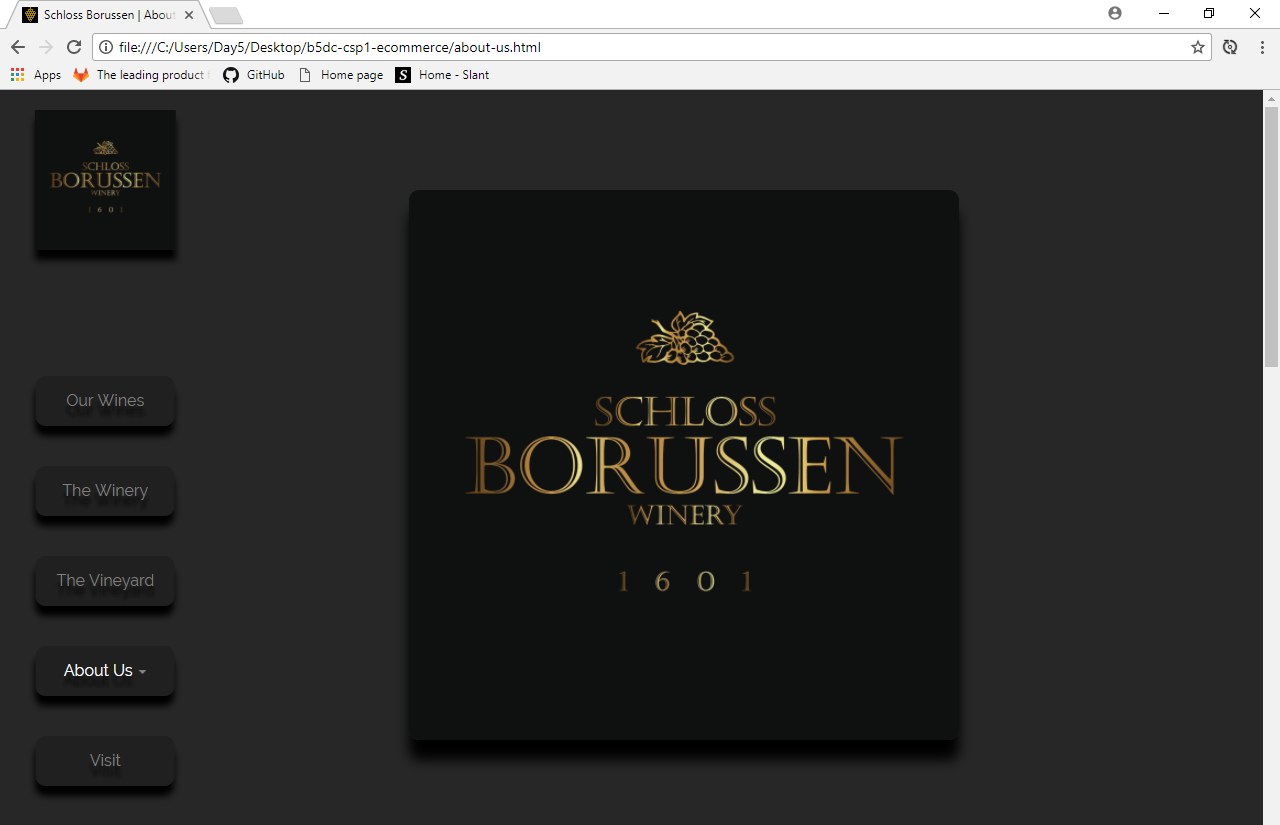 Schloss Borussen | About
file:///C:/Users/Day5/Desktop/b5dc-csp1-ecommerce/about-us.html
Apps
The leading product
GitHub
Home page
S
Home - Slant
SCHLOSS
BORUSSEN
WINERY
1 6 0 1
Our Wines
The Winery
The Vineyard
About Us
Visit
SCHLOSS
BORUSSEN
WINERY
1 6 0 1